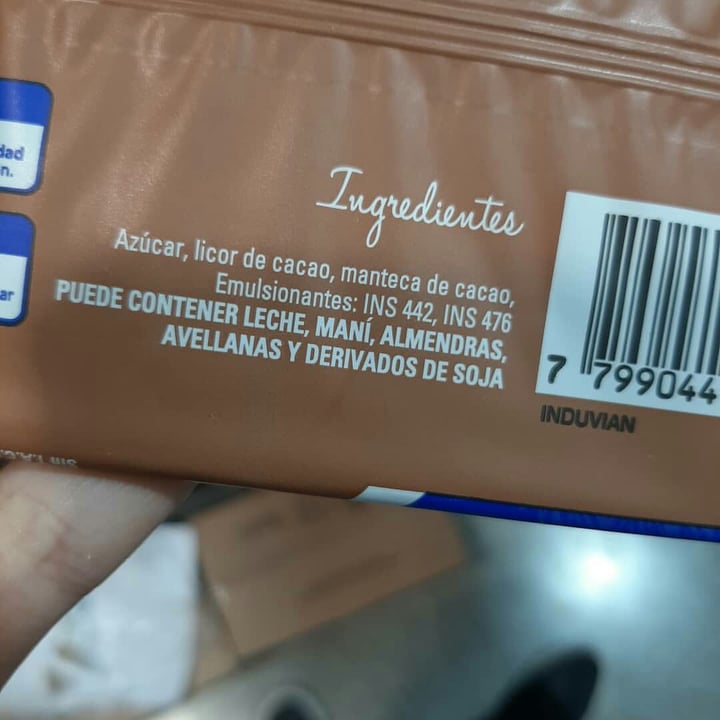 Ingredientes
Azúcar, licor de cacao, manteca de cacao,
Emulsionantes: INS 442, INS 476
PUEDE CONTENER LECHE, MANÍ, ALMENDRAS,
AVELLANAS Y DERIVADOS DE SOJA
7 799044
INDUVIAN